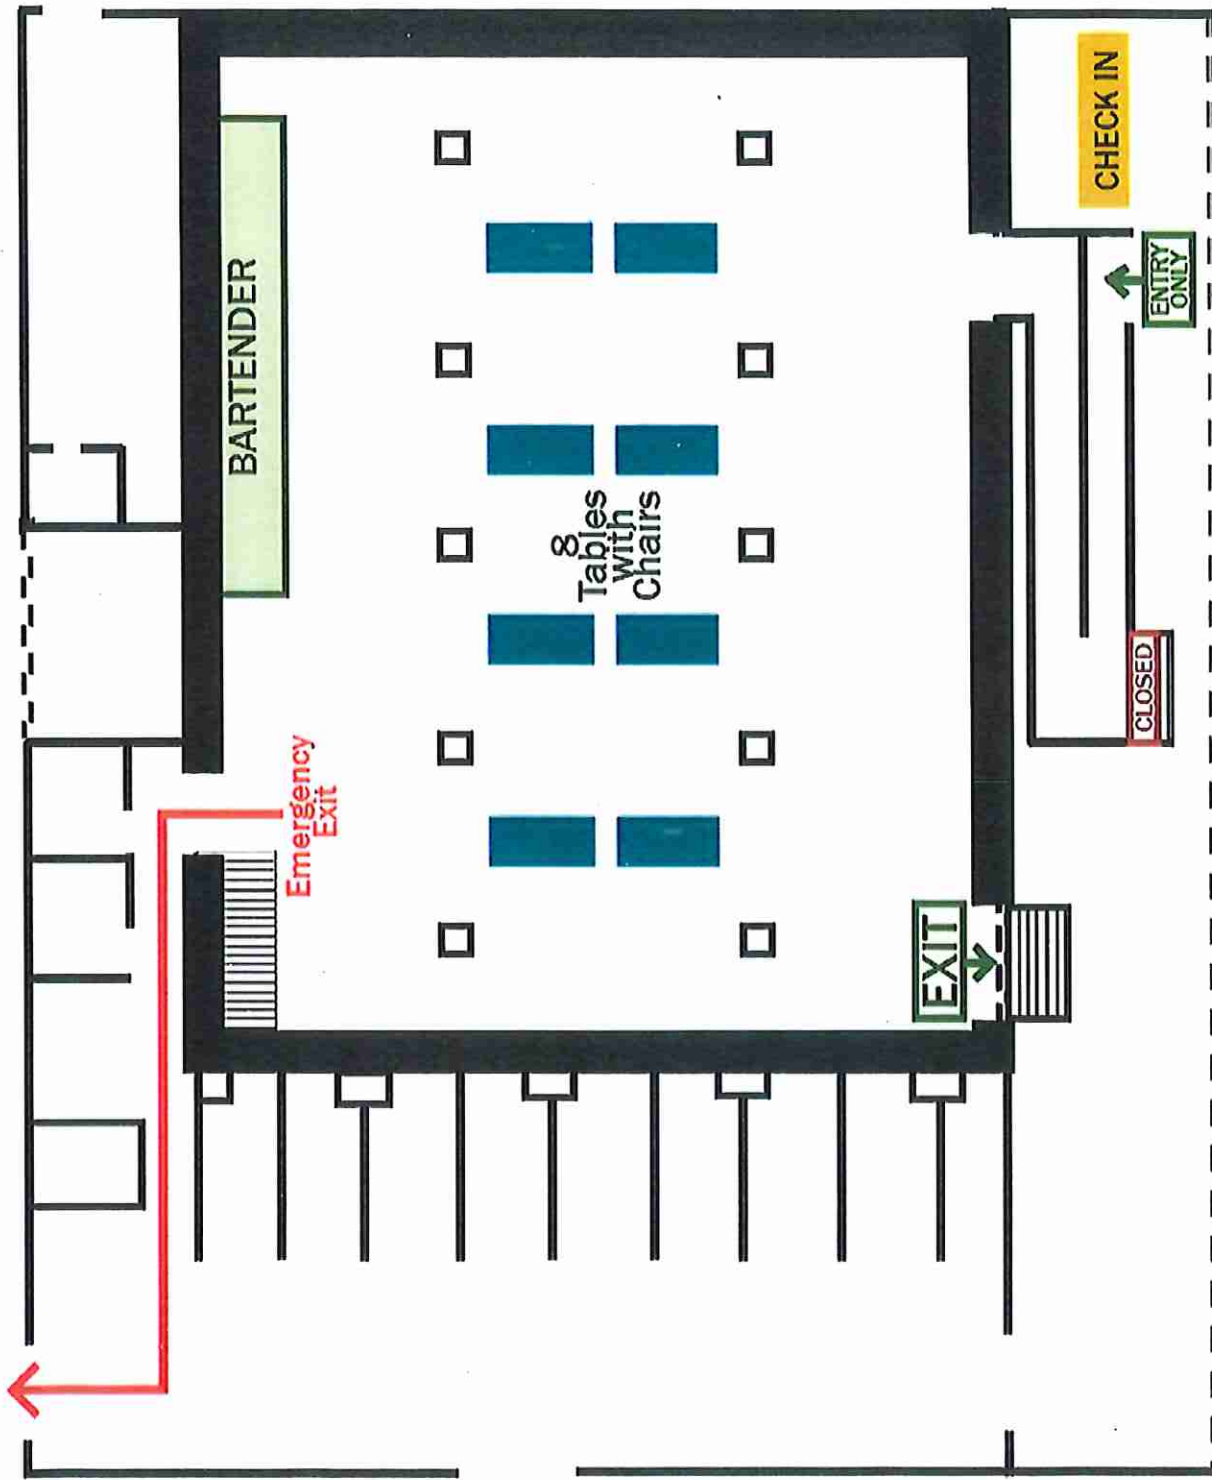 BARTENDER
Emergency
Exit
8
Tables
with
Chairs
EXIT
CHECK IN
ENTRY
ONLY
CLOSED